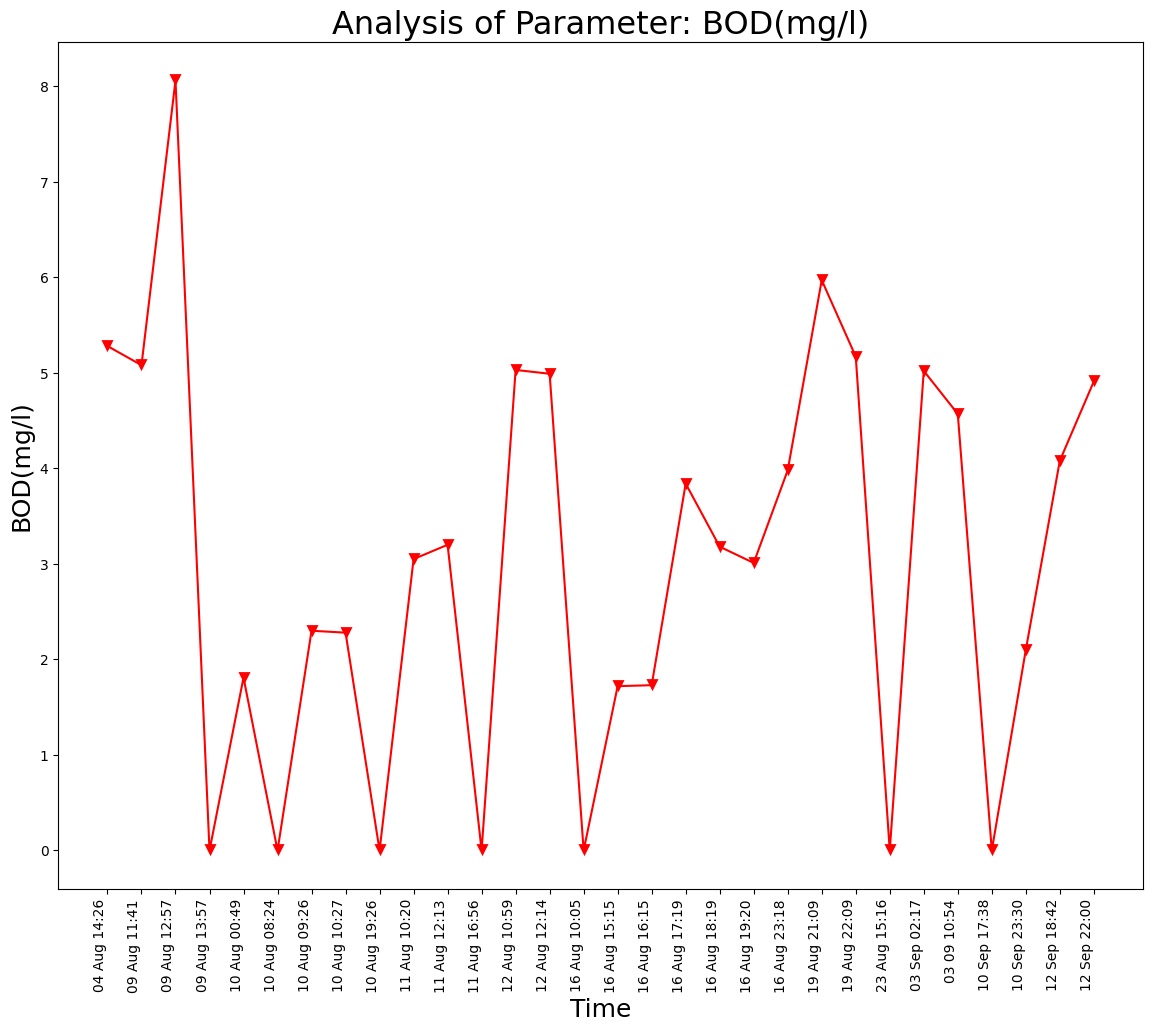 Analysis of Parameter: BOD(mg/l)
BOD(mg/l)
8
7
6
5
4
3
2
1
0
04 Aug 14:26
09 Aug 11:41
09 Aug 12:57
09 Aug 13:57
10 Aug 00:49
10 Aug 08:24
10 Aug 09:26
10 Aug 10:27
10 Aug 19:26
11 Aug 10:20
11 Aug 12:13
11 Aug 16:56
12 Aug 10:59
12 Aug 12:14
16 Aug 10:05
16 Aug 15:15
16 Aug 16:15
16 Aug 17:19
16 Aug 18:19
16 Aug 19:20
16 Aug 23:18
19 Aug 21:09
19 Aug 22:09
23 Aug 15:16
03 Sep 02:17
03 09 10:54
10 Sep 17:38
10 Sep 23:30
12 Sep 18:42
12 Sep 22:00
Time